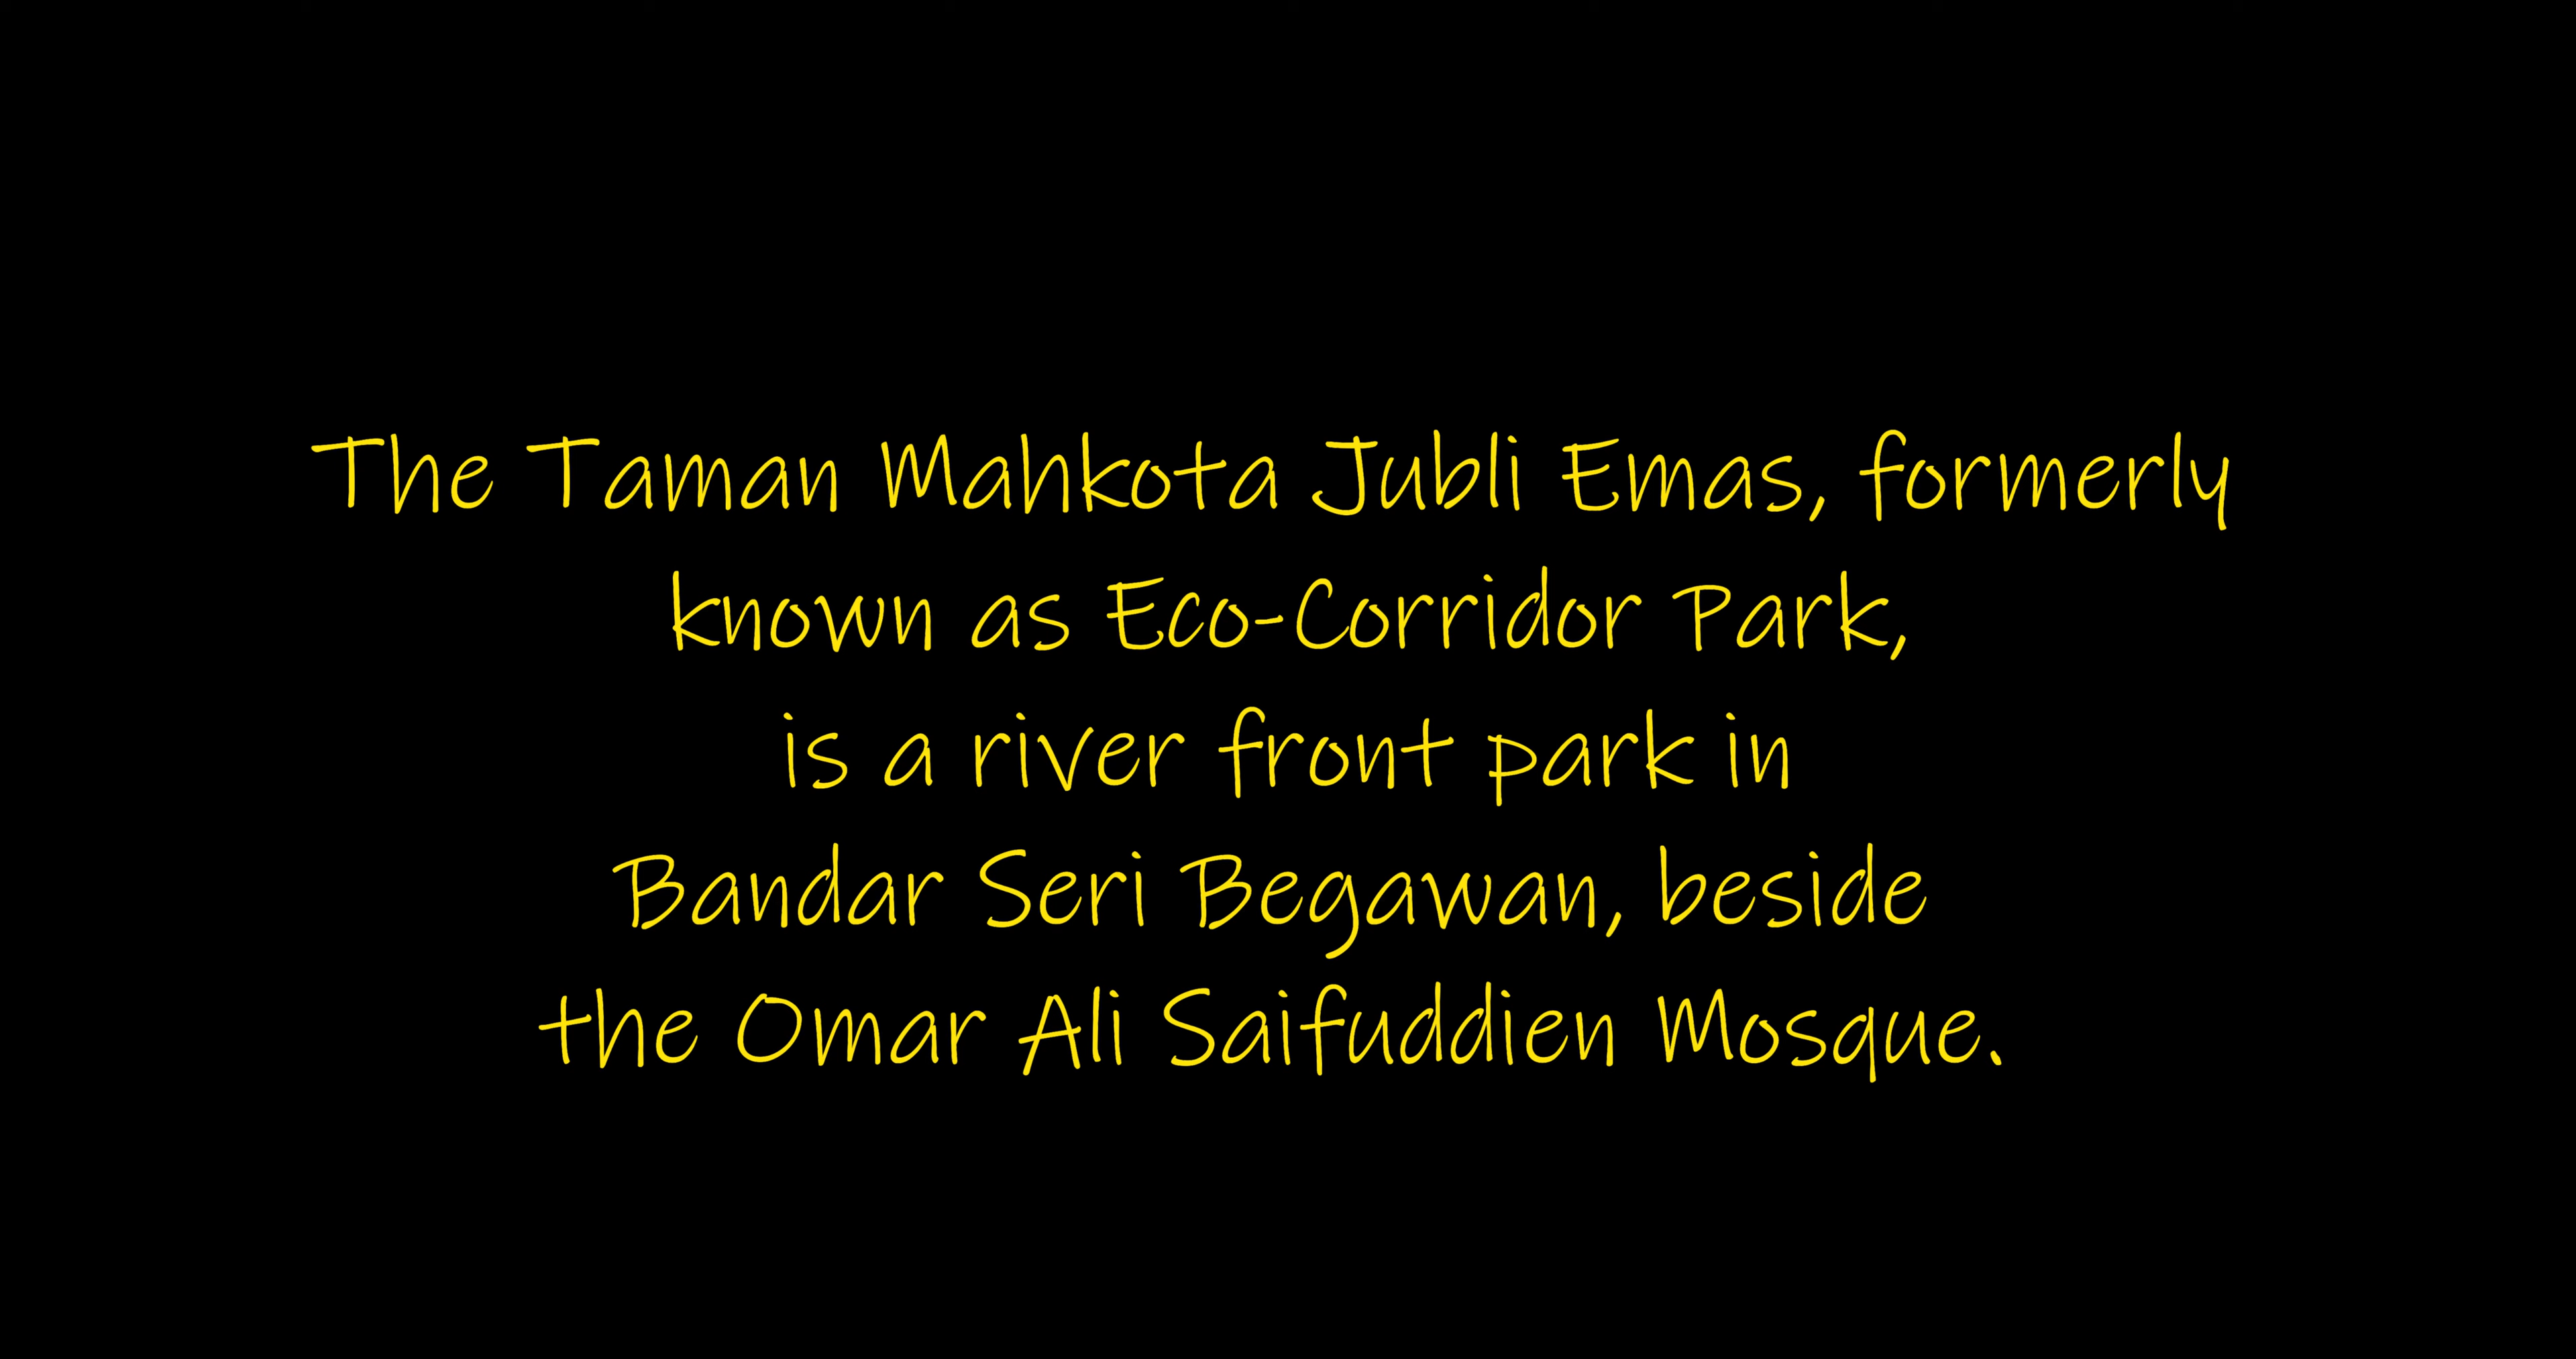 The Taman Mahkota Jubli Emas, formerly
known as Eco-Corridor Park,
is a river front park in
Bandar Seri Begawan, beside
the Omar Ali Saifuddien Mosque.